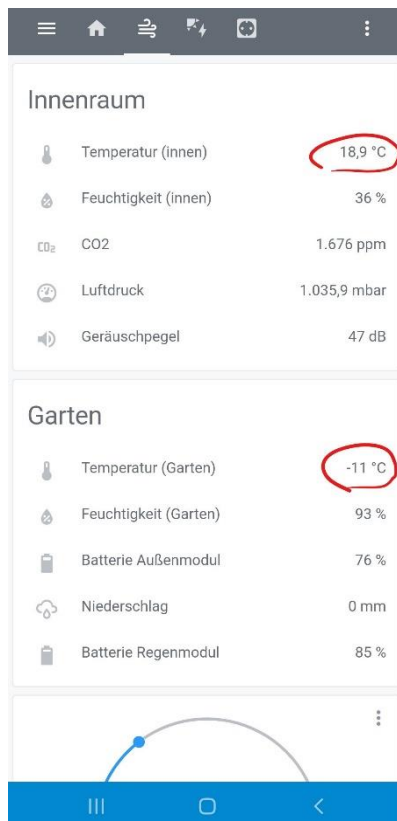 Innenraum
Temperatur (innen) 18,9 °C
Feuchtigkeit (innen) 36 %
CO2 CO2 1.676 ppm
Luftdruck 1.035,9 mbar
Geräuschpegel 47 dB
Garten
Temperatur (Garten) -11 °C
Feuchtigkeit (Garten) 93 %
Batterie Außenmodul 76 %
Niederschlag 0 mm
Batterie Regenmodul 85 %